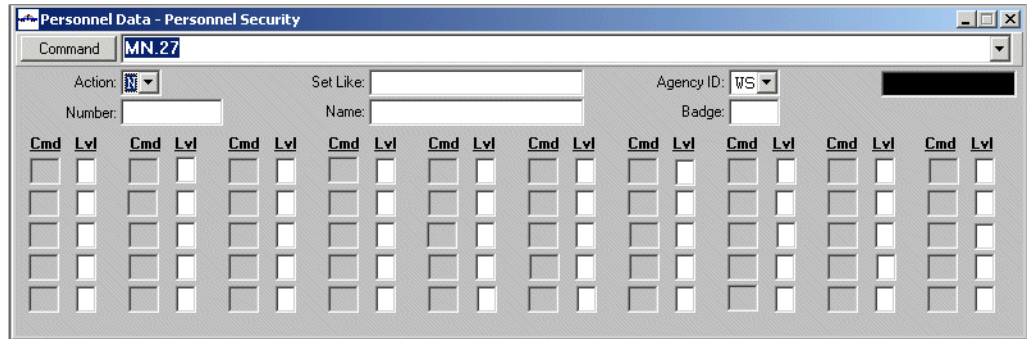 Personnel Data - Personnel Security
Command MN.27
Action: N Set Like: Agency ID: WS
Number: Name: Badge:
Cmd Lvl Cmd Lvl Cmd Lvl Cmd Lvl Cmd Lvl Cmd Lvl Cmd Lvl Cmd Lvl Cmd Lvl Cmd Lvl